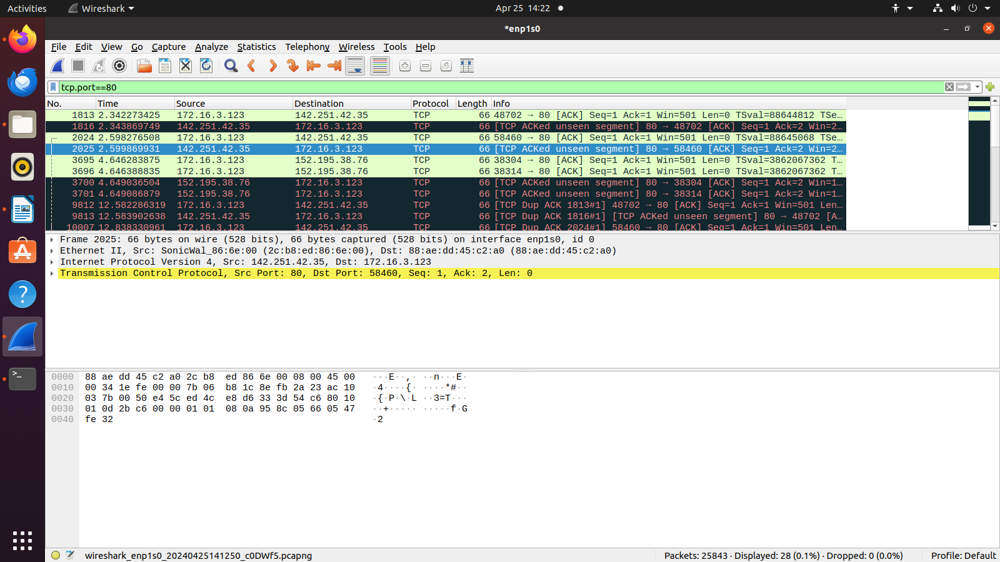 Activities Wireshark Apr 25 14:22
*enp1s0
File Edit View Go Capture Analyze Statistics Telephony Wireless Tools Help
tcp.port==80
No. Time Source Destination Protocol Length Info
1813 2.342273425 172.16.3.123 142.251.42.35 TCP 66 48702 → 80 [ACK] Seq=1 Ack=1 Win=501 Len=0 TSval=88644812 TSe…
1816 2.343869749 142.251.42.35 172.16.3.123 TCP 66 [TCP ACKed unseen segment] 80 → 48702 [ACK] Seq=1 Ack=2 Win=2…
2024 2.598276508 172.16.3.123 142.251.42.35 TCP 66 58460 → 80 [ACK] Seq=1 Ack=1 Win=501 Len=0 TSval=88645068 TSe…
2025 2.599869931 142.251.42.35 172.16.3.123 TCP 66 [TCP ACKed unseen segment] 80 → 58460 [ACK] Seq=1 Ack=2 Win=2…
3695 4.646283875 172.16.3.123 152.195.38.76 TCP 66 38304 → 80 [ACK] Seq=1 Ack=1 Win=501 Len=0 TSval=3862067362 T…
3696 4.646388835 172.16.3.123 152.195.38.76 TCP 66 38314 → 80 [ACK] Seq=1 Ack=1 Win=501 Len=0 TSval=3862067362 T…
3700 4.649036504 152.195.38.76 172.16.3.123 TCP 66 [TCP ACKed unseen segment] 80 → 38304 [ACK] Seq=1 Ack=2 Win=1…
3701 4.649086879 152.195.38.76 172.16.3.123 TCP 66 [TCP ACKed unseen segment] 80 → 38314 [ACK] Seq=1 Ack=2 Win=1…
9812 12.582286319 172.16.3.123 142.251.42.35 TCP 66 [TCP Dup ACK 1813#1] 48702 → 80 [ACK] Seq=1 Ack=1 Win=501 Len…
9813 12.583902638 142.251.42.35 172.16.3.123 TCP 66 [TCP Dup ACK 1816#1] [TCP ACKed unseen segment] 80 → 48702 [A…
10007 12.838330961 172.16.3.123 142.251.42.35 TCP 66 [TCP Dup ACK 2024#1] 58460 → 80 [ACK] Seq=1 Ack=1 Win=501 Len…
Frame 2025: 66 bytes on wire (528 bits), 66 bytes captured (528 bits) on interface enp1s0, id 0
Ethernet II, Src: SonicWal_86:6e:00 (2c:b8:ed:86:6e:00), Dst: 88:ae:dd:45:c2:a0 (88:ae:dd:45:c2:a0)
Internet Protocol Version 4, Src: 142.251.42.35, Dst: 172.16.3.123
Transmission Control Protocol, Src Port: 80, Dst Port: 58460, Seq: 1, Ack: 2, Len: 0
0000 88 ae dd 45 c2 a0 2c b8 ed 86 6e 00 08 00 45 00 ···E··,· ··n···E·
0010 00 34 1e fe 00 00 7b 06 b8 1c 8e fb 2a 23 ac 10 ·4····{· ····*#··
0020 03 7b 00 50 e4 5c ed 4c e8 d6 33 3d 54 c6 80 10 ·{·P·\·L ··3=T···
0030 01 0d 2b c6 00 00 01 01 08 0a 95 8c 05 66 05 47 ··+····· ·····f·G
0040 fe 32 ·2
wireshark_enp1s0_20240425141250_c0DWf5.pcapng Packets: 25843 · Displayed: 28 (0.1%) · Dropped: 0 (0.0%) Profile: Default